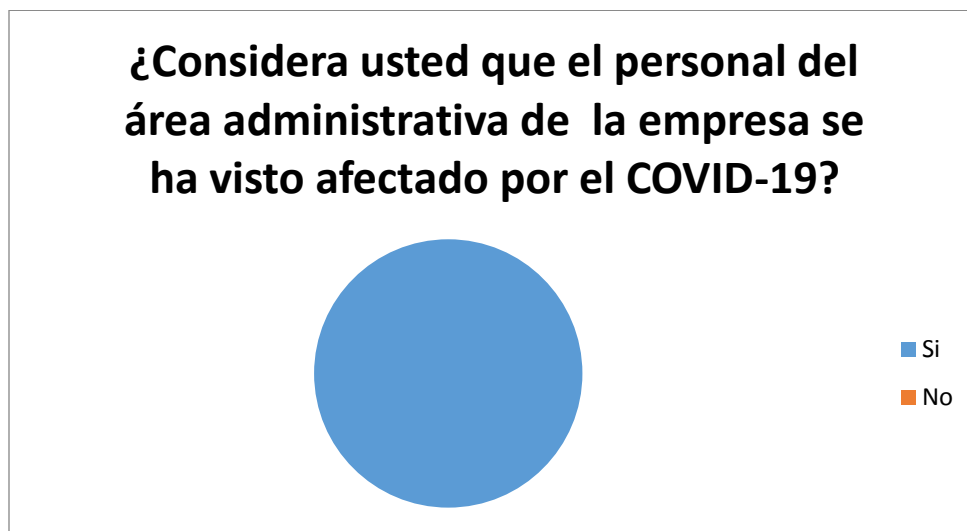 ¿Considera usted que el personal del
área administrativa de  la empresa se
ha visto afectado por el COVID-19?
Si
No